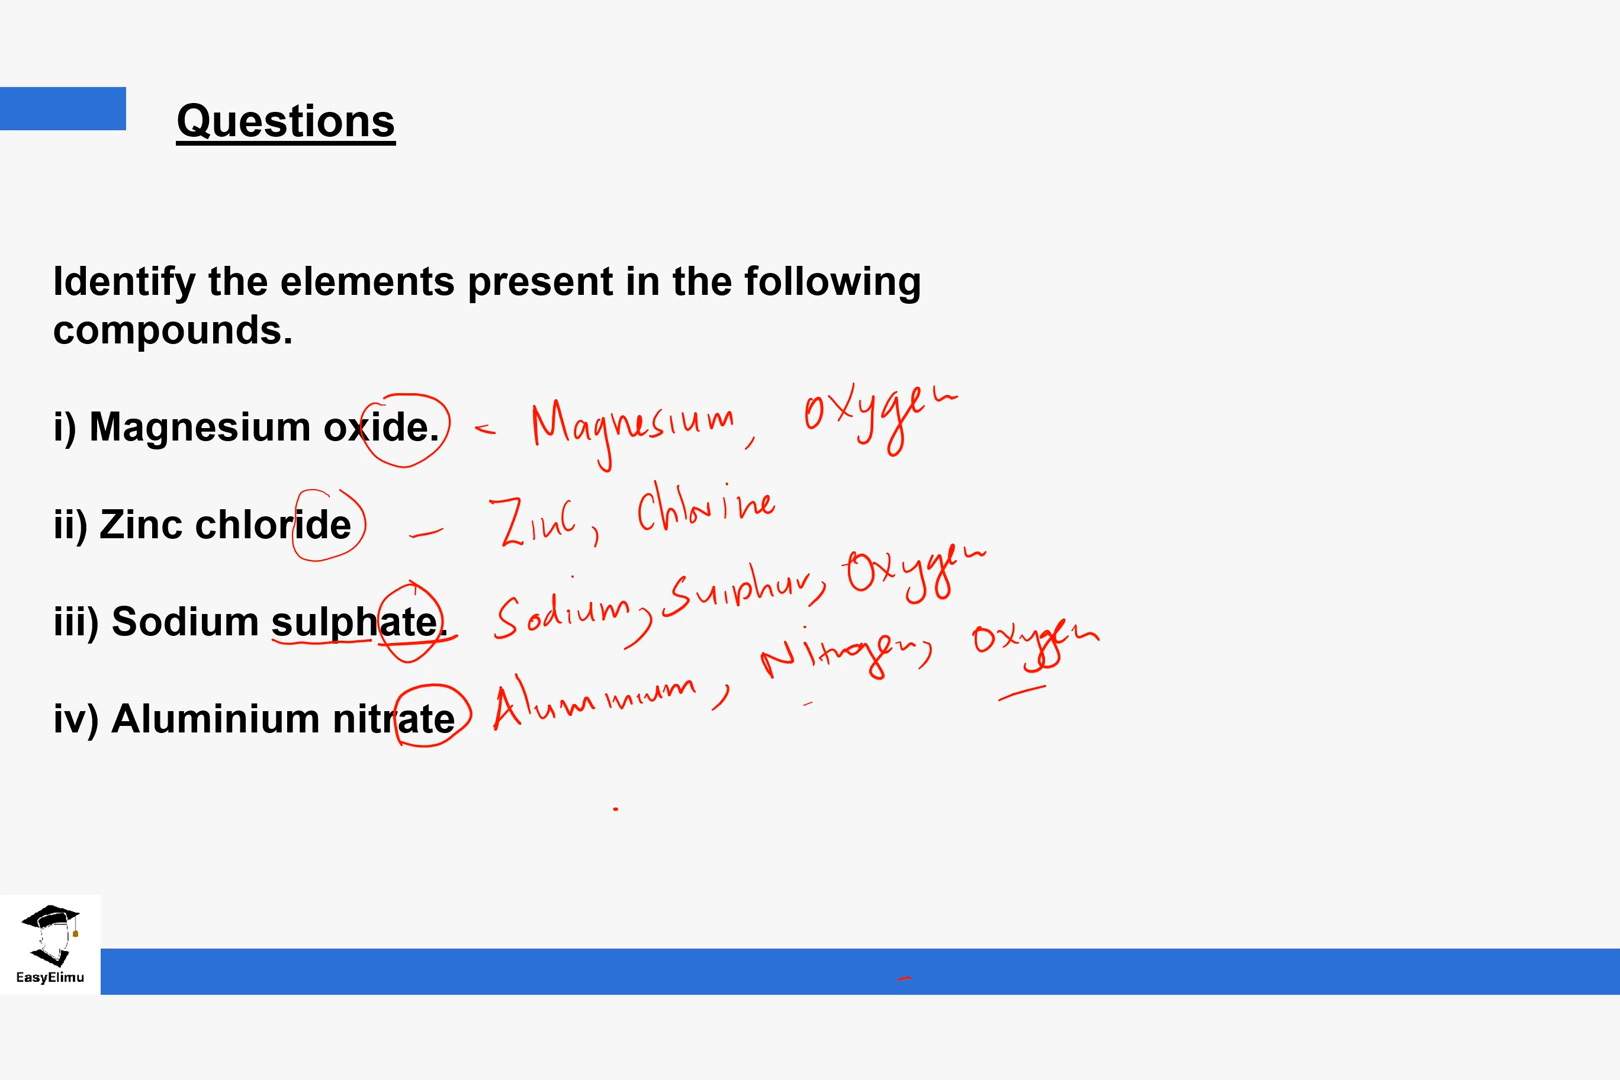 Questions
Identify the elements present in the following
compounds.
i) Magnesium oxide. - Magnesium, Oxygen
ii) Zinc chloride - Zinc, Chlorine
iii) Sodium sulphate. Sodium, Sulphur, Oxygen
iv) Aluminium nitrate Aluminium, Nitrogen, Oxygen
EasyElimu